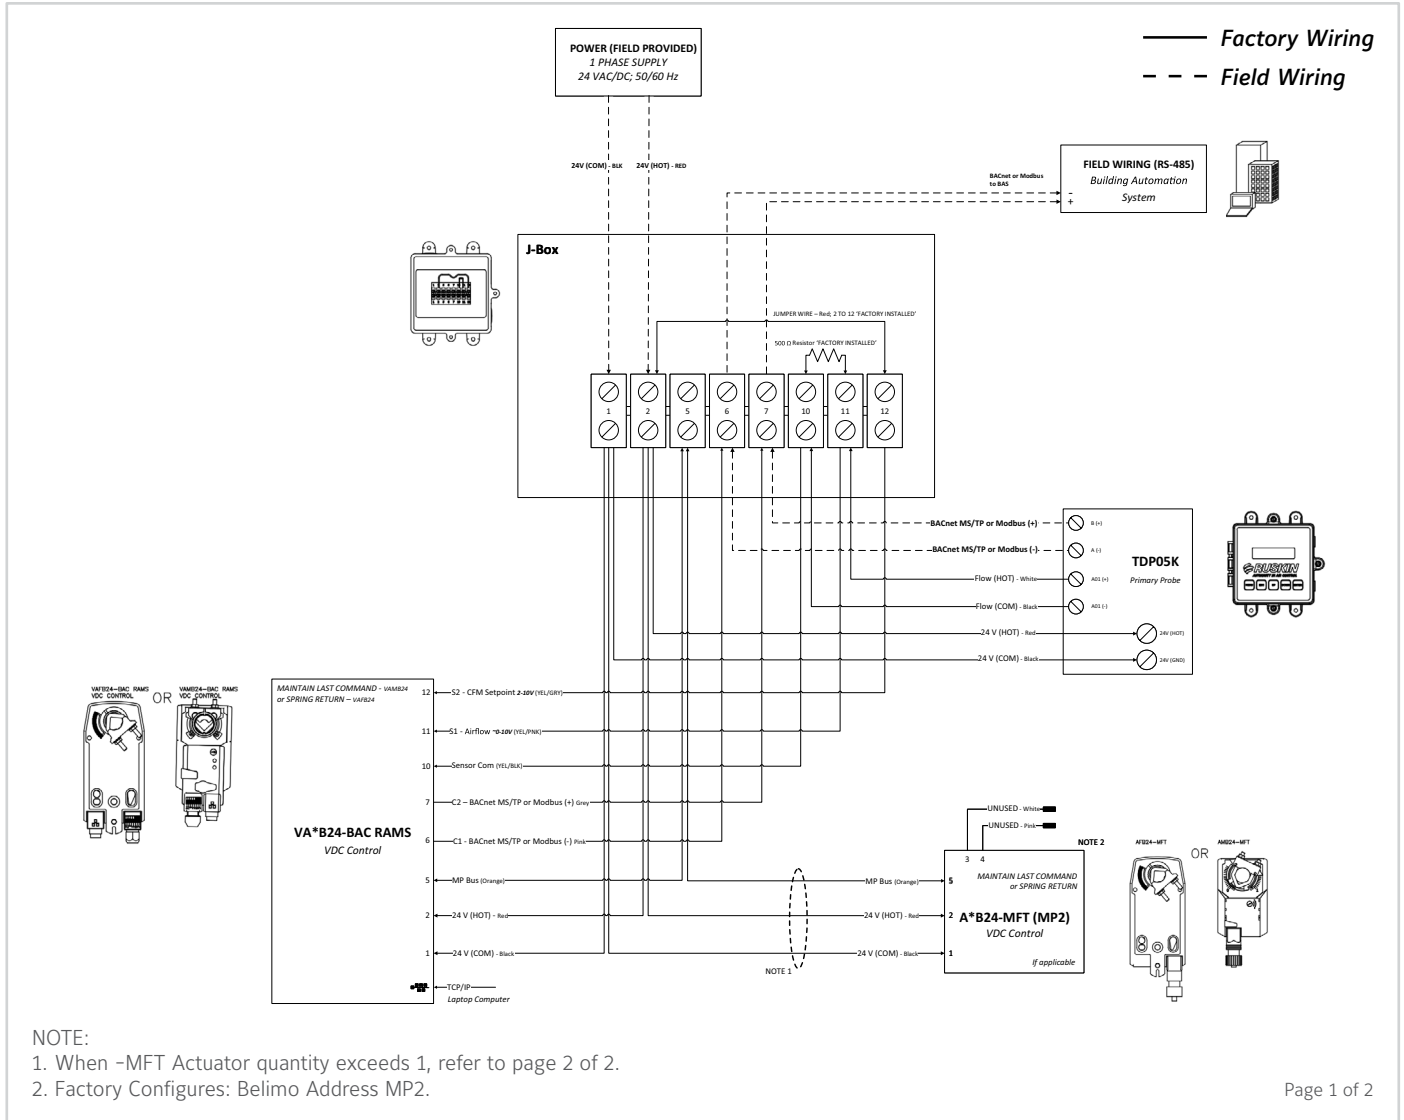 Factory Wiring
Field Wiring
POWER (FIELD PROVIDED)
1 PHASE SUPPLY
24 VAC/DC; 50/60 Hz
24V (COM) - BLK
24V (HOT) - RED
BACnet or Modbus
to BAS
-
+
FIELD WIRING (RS-485)
Building Automation
System
J-Box
JUMPER WIRE – Red; 2 TO 12 'FACTORY INSTALLED'
500 Ω Resistor 'FACTORY INSTALLED'
1
2
5
6
7
10
11
12
BACnet MS/TP or Modbus (+)
B (+)
BACnet MS/TP or Modbus (-)
A (-)
TDP05K
Primary Probe
Flow (HOT) - White
A01 (+)
Flow (COM) - Black
A01 (-)
24 V (HOT) - Red
24V (HOT)
24 V (COM) - Black
24V (GND)
RUSKIN
VAFB24-BAC RAMS
VDC CONTROL
OR
VAMB24-BAC RAMS
VDC CONTROL
MAINTAIN LAST COMMAND - VAMB24
or SPRING RETURN – VAFB24
VA*B24-BAC RAMS
VDC Control
12 S2 - CFM Setpoint 2-10V (YEL/GRY)
11 S1 - Airflow ~0-10V (YEL/PNK)
10 Sensor Com (YEL/BLK)
7 C2 – BACnet MS/TP or Modbus (+) Grey
6 C1 - BACnet MS/TP or Modbus (-) Pink
5 MP Bus (Orange)
2 24 V (HOT) - Red
1 24 V (COM) - Black
TCP/IP
Laptop Computer
NOTE 1
MP Bus (Orange)
24 V (HOT) - Red
24 V (COM) - Black
UNUSED - White
UNUSED - Pink
3 4
NOTE 2
5
2
1
MAINTAIN LAST COMMAND
or SPRING RETURN
A*B24-MFT (MP2)
VDC Control
If applicable
AFB24-MFT
OR
AMB24-MFT
NOTE:
1. When -MFT Actuator quantity exceeds 1, refer to page 2 of 2.
2. Factory Configures: Belimo Address MP2.
Page 1 of 2